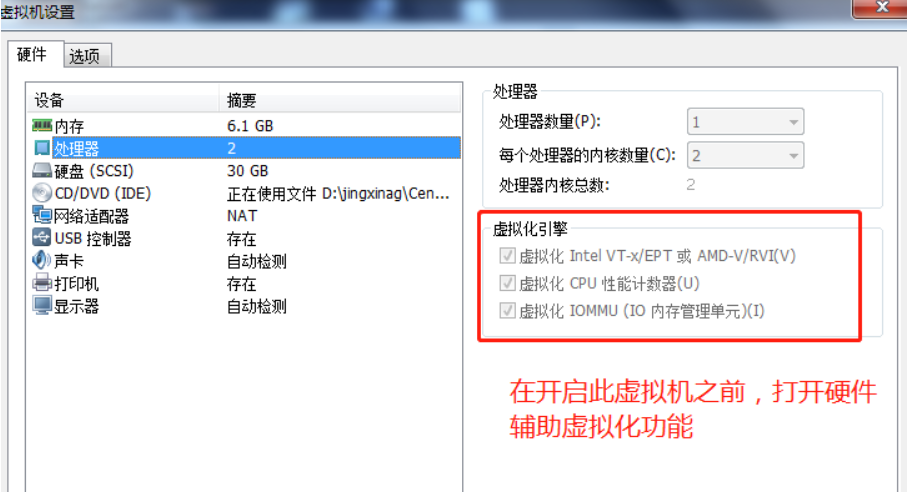 虚拟机设置
硬件 选项
设备 摘要
内存 6.1 GB
处理器 2
硬盘 (SCSI) 30 GB
CD/DVD (IDE) 正在使用文件 D:\jingxinag\Cen...
网络适配器 NAT
USB 控制器 存在
声卡 自动检测
打印机 存在
显示器 自动检测
处理器
处理器数量(P): 1
每个处理器的内核数量(C): 2
处理器内核总数: 2
虚拟化引擎
虚拟化 Intel VT-x/EPT 或 AMD-V/RVI(V)
虚拟化 CPU 性能计数器(U)
虚拟化 IOMMU (IO 内存管理单元)(I)
在开启此虚拟机之前，打开硬件
辅助虚拟化功能